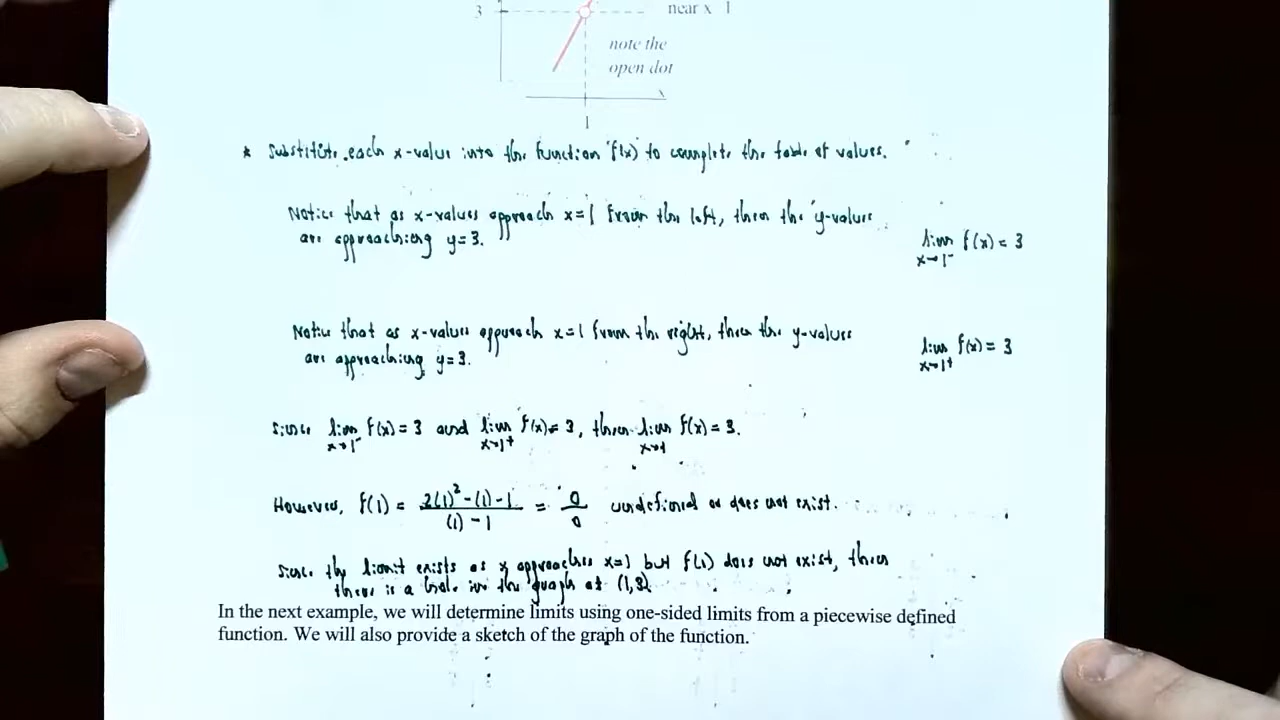 3
near x 1
note the
open dot
x
1
* Substitute each x-value into the function f(x) to complete the table of values.
Notice that as x-values approach x=1 from the left, then the y-values
are approaching y=3.
lim f(x) = 3
x→1⁻
Notice that as x-values approach x=1 from the right, then the y-values
are approaching y=3.
lim f(x) = 3
x→1⁺
Since lim f(x) = 3 and lim f(x) = 3, then lim f(x) = 3.
x→1⁻ x→1⁺ x→1
However, f(1) = 2(1)² - (1) - 1 / (1) - 1 = 0 / 0 undefined or does not exist.
Since the limit exists as x approaches x=1 but f(1) does not exist, then
there is a hole in the graph at (1,3).
In the next example, we will determine limits using one-sided limits from a piecewise defined
function. We will also provide a sketch of the graph of the function.